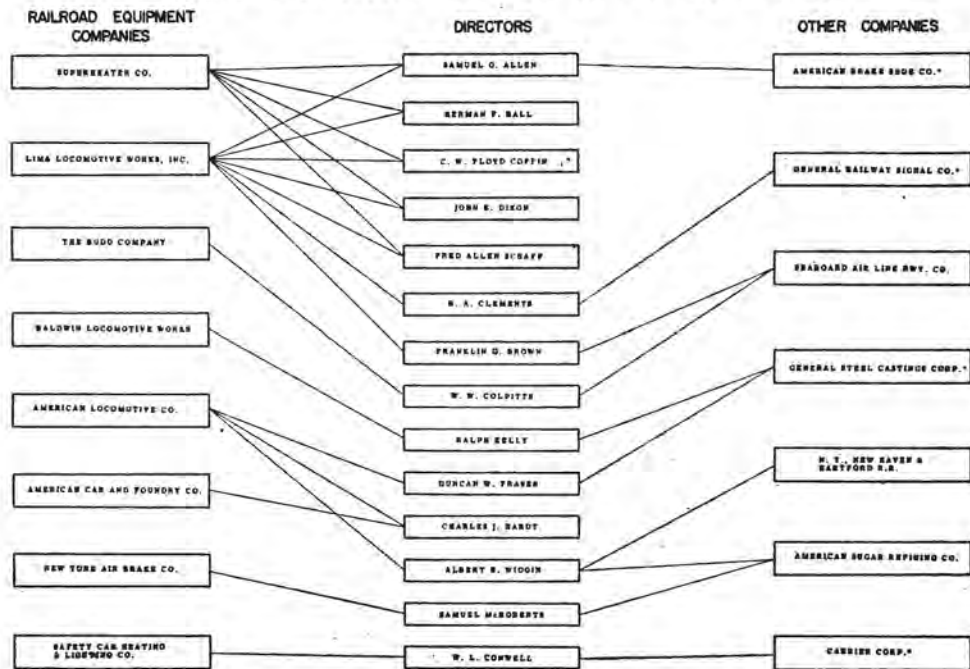 RAILROAD EQUIPMENT
COMPANIES
DIRECTORS
OTHER COMPANIES
SUPERHEATER CO.
LIMA LOCOMOTIVE WORKS, INC.
THE BUDD COMPANY
BALDWIN LOCOMOTIVE WORKS
AMERICAN LOCOMOTIVE CO.
AMERICAN CAR AND FOUNDRY CO.
NEW YORK AIR BRAKE CO.
SAFETY CAR HEATING
& LIGHTING CO.
SAMUEL G. ALLEN
HERMAN F. BALL
C. W. FLOYD COFFIN
JOHN E. DIXON
FRED ALLEN SCHAFF
N. A. CLEMENTS
FRANKLIN Q. BROWN
W. W. COLPITTS
RALPH KELLY
DUNCAN W. FRASER
CHARLES J. HARDY
ALBERT H. WIGGIN
SAMUEL McROBERTS
W. L. CONWELL
AMERICAN BRAKE SHOE CO.*
GENERAL RAILWAY SIGNAL CO.*
SEABOARD AIR LINE RWY. CO.
GENERAL STEEL CASTINGS CORP.*
N. Y., NEW HAVEN &
HARTFORD R.R.
AMERICAN SUGAR REFINING CO.
CARRIER CORP.*